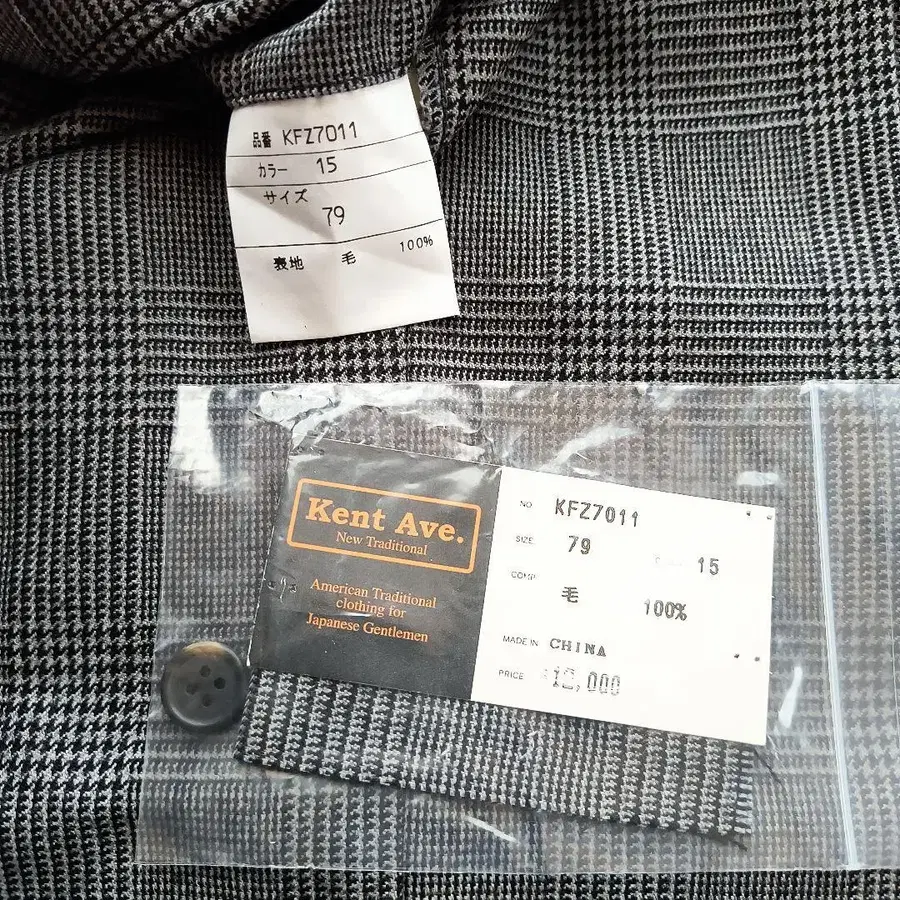 品番 KFZ7011
カラー 15
サイズ
79
表地 毛 100%
Kent Ave.
New Traditional
American Traditional
clothing for
Japanese Gentlemen
NO. KFZ7011
SIZE 79 15
COMP
毛 100%
MADE IN CHINA
PRICE